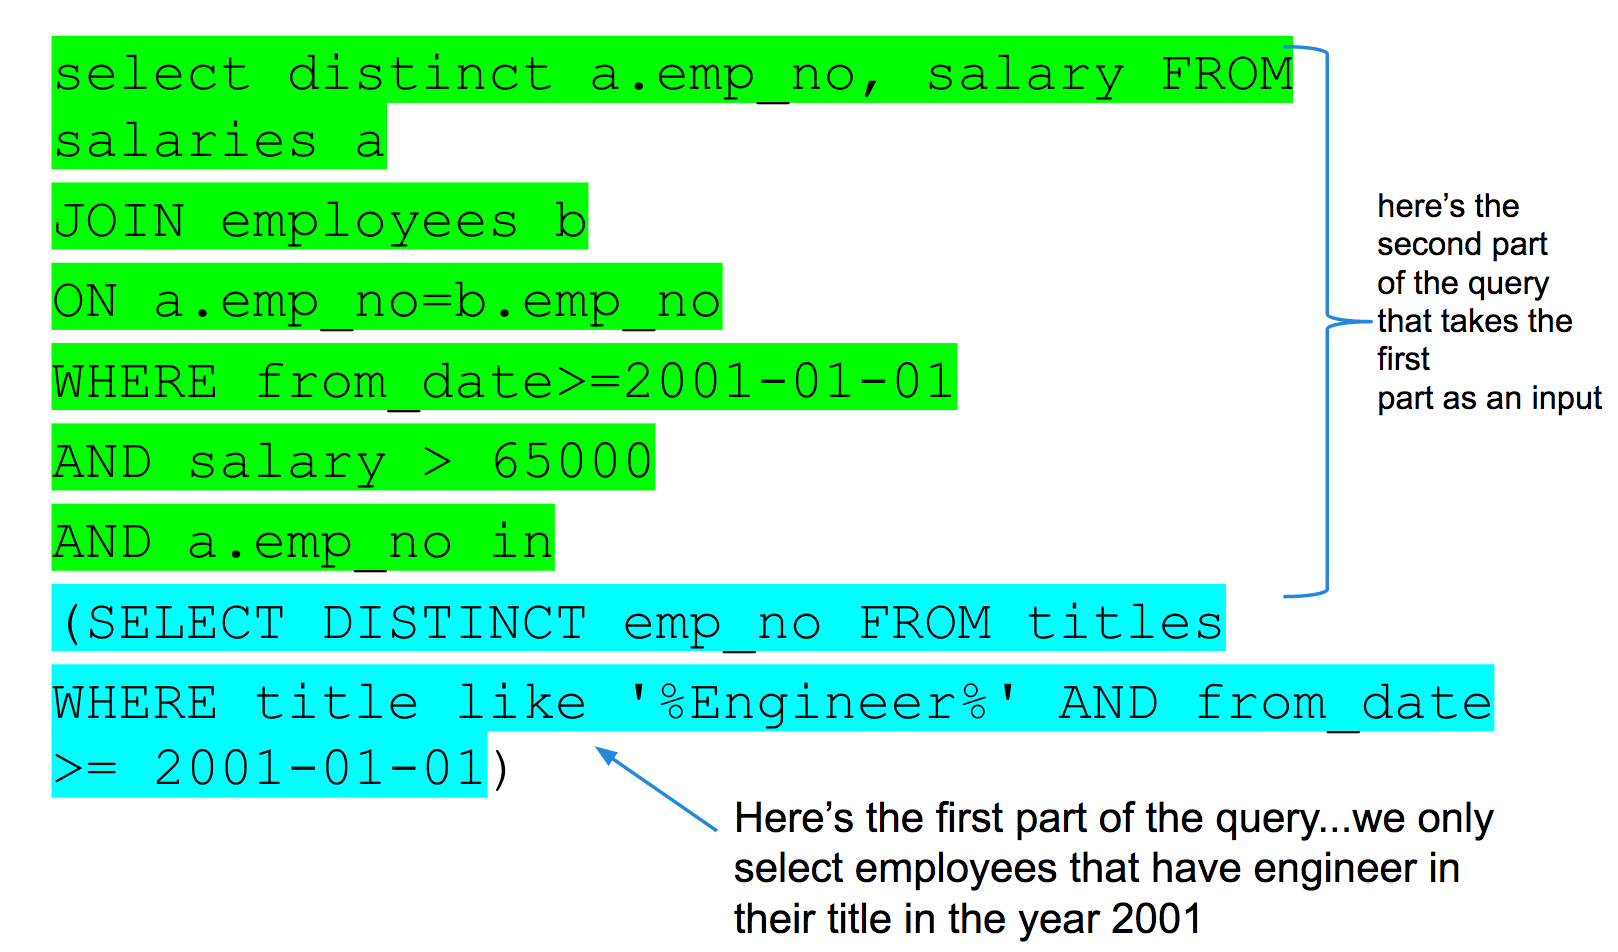 select distinct a.emp_no, salary FROM
salaries a
JOIN employees b
ON a.emp_no=b.emp_no
WHERE from_date>=2001-01-01
AND salary > 65000
AND a.emp_no in
(SELECT DISTINCT emp_no FROM titles
WHERE title like '%Engineer%' AND from_date
>= 2001-01-01)
here’s the
second part
of the query
that takes the
first
part as an input
Here’s the first part of the query...we only
select employees that have engineer in
their title in the year 2001